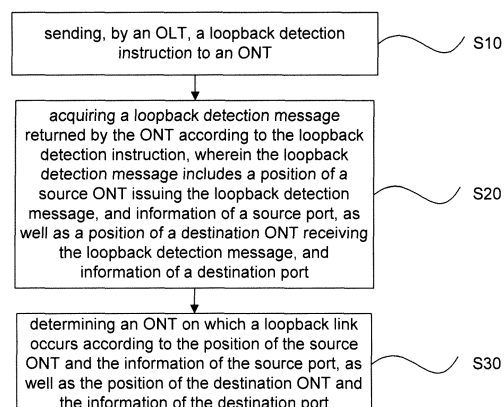 sending, by an OLT, a loopback detection
instruction to an ONT
S10
acquiring a loopback detection message
returned by the ONT according to the loopback
detection instruction, wherein the loopback
detection message includes a position of a
source ONT issuing the loopback detection
message, and information of a source port, as
well as a position of a destination ONT receiving
the loopback detection message, and
information of a destination port
S20
determining an ONT on which a loopback link
occurs according to the position of the source
ONT and the information of the source port, as
well as the position of the destination ONT and
the information of the destination port
S30